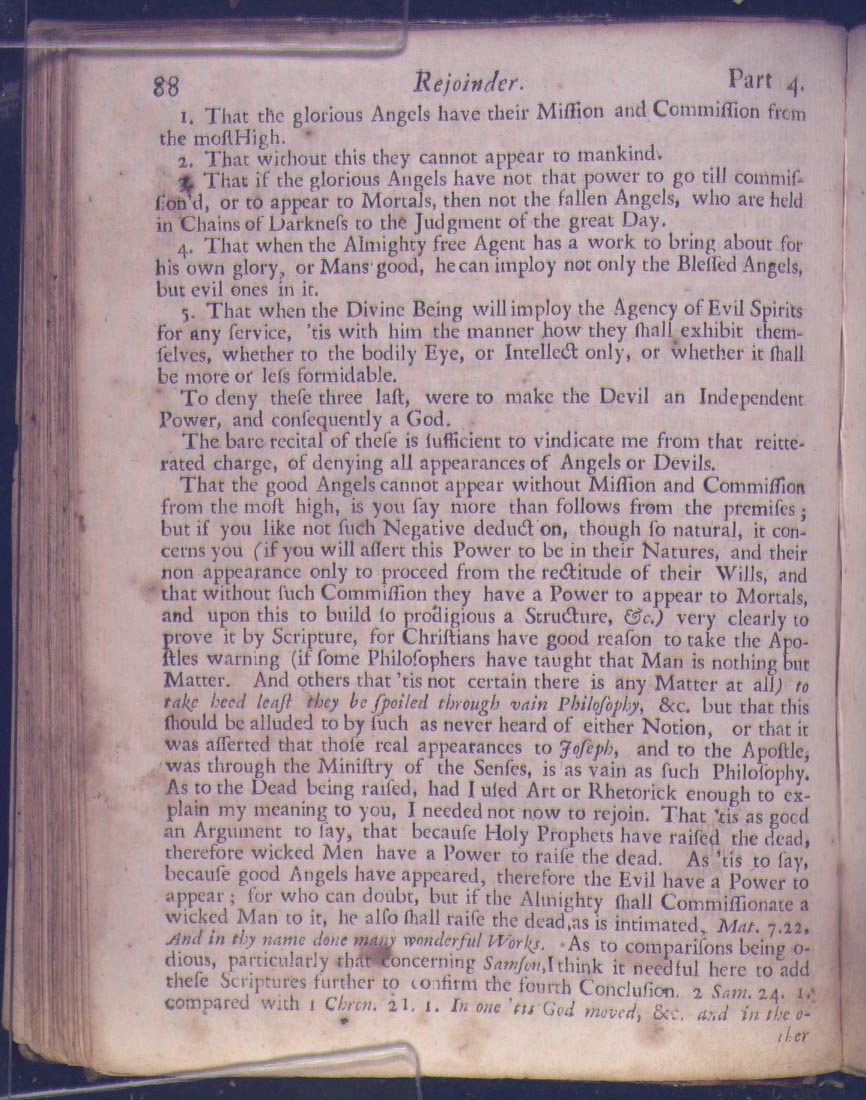 88 Rejoinder. Part 4.
1. That the glorious Angels have their Miſſion and Commiſſion from
the moſtHigh.
2. That without this they cannot appear to mankind.
3. That if the glorious Angels have not that power to go till commiſ-
ſion'd, or to appear to Mortals, then not the fallen Angels, who are held
in Chains of Darkneſs to the Judgment of the great Day.
4. That when the Almighty free Agent has a work to bring about for
his own glory, or Mans good, he can imploy not only the Bleſſed Angels,
but evil ones in it.
5. That when the Divine Being will imploy the Agency of Evil Spirits
for any ſervice, 'tis with him the manner how they ſhall exhibit them-
ſelves, whether to the bodily Eye, or Intellect only, or whether it ſhall
be more or leſs formidable.
To deny theſe three laſt, were to make the Devil an Independent
Power, and conſequently a God.
The bare recital of theſe is ſufficient to vindicate me from that reitte-
rated charge, of denying all appearances of Angels or Devils.
That the good Angels cannot appear without Miſſion and Commiſſion
from the moſt high, is you ſay more than follows from the premiſes;
but if you like not ſuch Negative deduct on, though ſo natural, it con-
cerns you (if you will aſſert this Power to be in their Natures, and their
non appearance only to proceed from the rectitude of their Wills, and
that without ſuch Commiſſion they have a Power to appear to Mortals,
and upon this to build ſo prodigious a Structure, &c.) very clearly to
prove it by Scripture, for Chriſtians have good reaſon to take the Apo-
ſtles warning (if ſome Philoſophers have taught that Man is nothing but
Matter. And others that 'tis not certain there is any Matter at all) to
take heed leaſt they be ſpoiled through vain Philoſophy, &c. but that this
ſhould be alluded to by ſuch as never heard of either Notion, or that it
was aſſerted that thoſe real appearances to Joſeph, and to the Apoſtle,
was through the Miniſtry of the Senſes, is as vain as ſuch Philoſophy.
As to the Dead being raiſed, had I uſed Art or Rhetorick enough to ex-
plain my meaning to you, I needed not now to rejoin. That 'tis as good
an Argument to ſay, that becauſe Holy Prophets have raiſed the dead,
therefore wicked Men have a Power to raiſe the dead. As 'tis to ſay,
becauſe good Angels have appeared, therefore the Evil have a Power to
appear; for who can doubt, but if the Almighty ſhall Commiſſionate a
wicked Man to it, he alſo ſhall raiſe the dead,as is intimated, Mat. 7.22.
And in thy name done many wonderful Works. As to compariſons being o-
dious, particularly that concerning Samſon,I think it needful here to add
theſe Scriptures further to confirm the fourth Concluſion. 2 Sam. 24. 1.
compared with 1 Chron. 21. 1. In one 'tis God moved, &c. and in the o-
ther